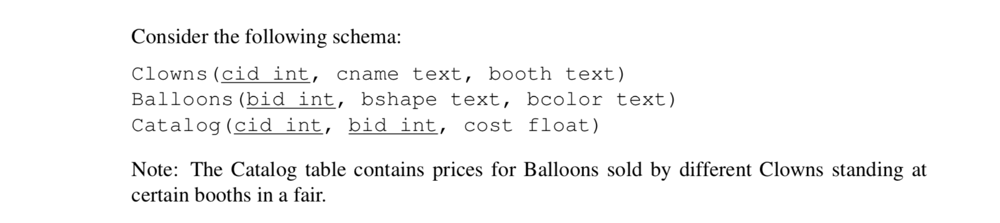 Consider the following schema:
Clowns(cid int, cname text, booth text)
Balloons(bid int, bshape text, bcolor text)
Catalog(cid int, bid int, cost float)
Note: The Catalog table contains prices for Balloons sold by different Clowns standing at
certain booths in a fair.